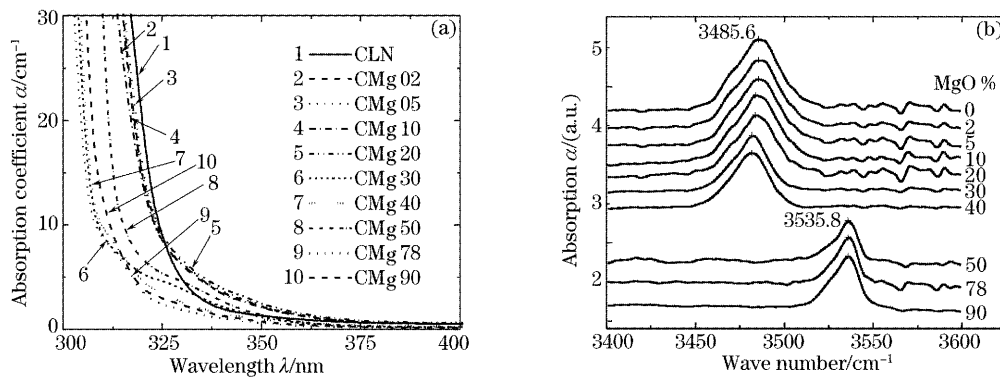 (a)
Absorption coefficient α/cm⁻¹
30
20
10
0
300
325
350
375
400
Wavelength λ/nm
2
1
3
4
7
10
8
9
5
6
1 CLN
2 CMg 02
3 CMg 05
4 CMg 10
5 CMg 20
6 CMg 30
7 CMg 40
8 CMg 50
9 CMg 78
10 CMg 90
(b)
Absorption α/(a.u.)
5
4
3
2
3485.6
3535.8
MgO %
0
2
5
10
20
30
40
50
78
90
3400
3450
3500
3550
3600
Wave number/cm⁻¹